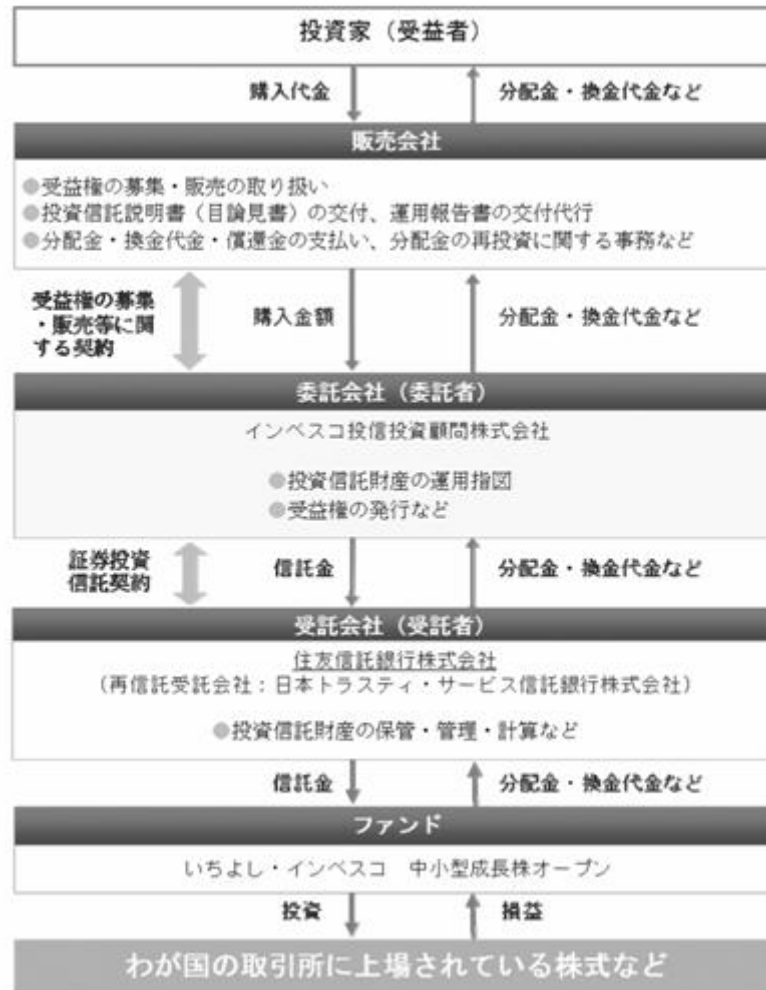 投資家（受益者）
購入代金
分配金・換金代金など
販売会社
●受益権の募集・販売の取り扱い
●投資信託説明書（目論見書）の交付、運用報告書の交付代行
●分配金・換金代金・償還金の支払い、分配金の再投資に関する事務など
受益権の募集
・販売等に関
する契約
購入金額
分配金・換金代金など
委託会社（委託者）
インベスコ投信投資顧問株式会社
●投資信託財産の運用指図
●受益権の発行など
証券投資
信託契約
信託金
分配金・換金代金など
受託会社（受託者）
住友信託銀行株式会社
（再信託受託会社：日本トラスティ・サービス信託銀行株式会社）
●投資信託財産の保管・管理・計算など
信託金
分配金・換金代金など
ファンド
いちよし・インベスコ　中小型成長株オープン
投資
損益
わが国の取引所に上場されている株式など